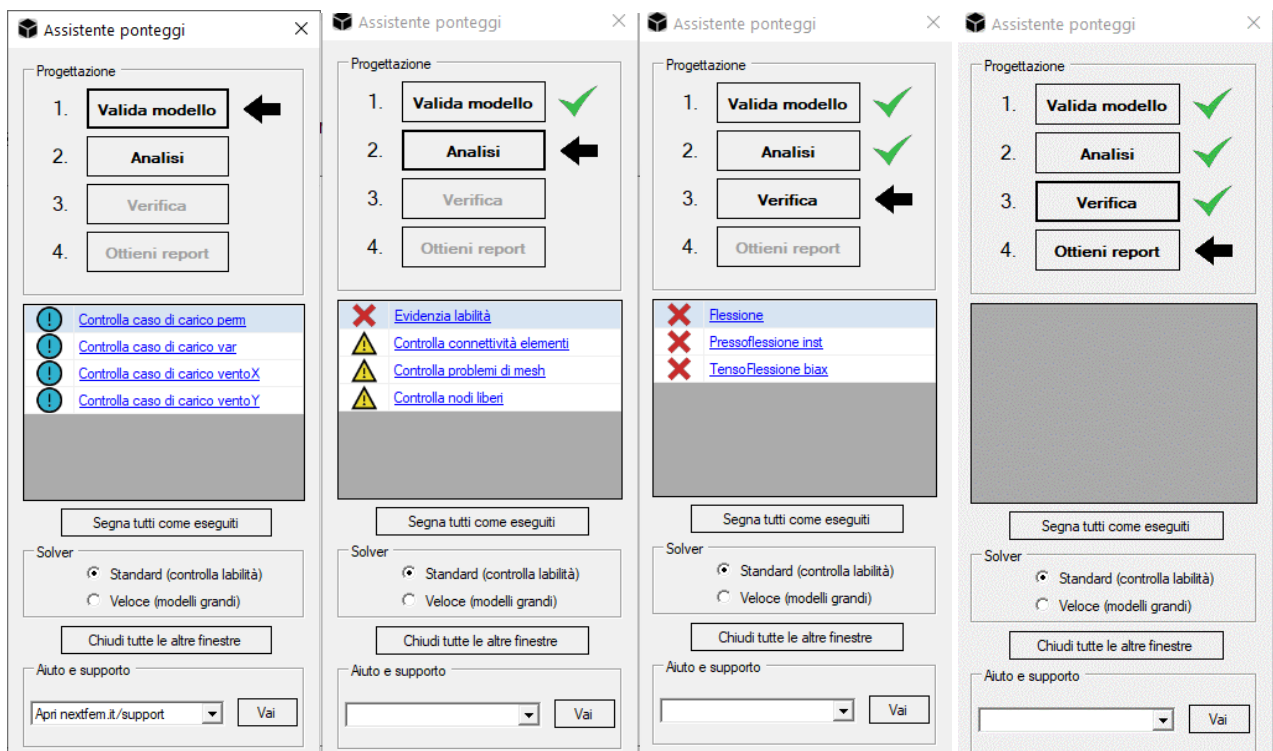 Assistente ponteggi
Progettazione
1. Valida modello
2. Analisi
3. Verifica
4. Ottieni report
Controlla caso di carico perm
Controlla caso di carico var
Controlla caso di carico ventoX
Controlla caso di carico ventoY
Segna tutti come eseguiti
Solver
Standard (controlla labilità)
Veloce (modelli grandi)
Chiudi tutte le altre finestre
Aiuto e supporto
Apri nextfem.it/support Vai
Assistente ponteggi
Progettazione
1. Valida modello
2. Analisi
3. Verifica
4. Ottieni report
Evidenzia labilità
Controlla connettività elementi
Controlla problemi di mesh
Controlla nodi liberi
Segna tutti come eseguiti
Solver
Standard (controlla labilità)
Veloce (modelli grandi)
Chiudi tutte le altre finestre
Aiuto e supporto
Vai
Assistente ponteggi
Progettazione
1. Valida modello
2. Analisi
3. Verifica
4. Ottieni report
Flessione
Pressoflessione inst
TensoFlessione biax
Segna tutti come eseguiti
Solver
Standard (controlla labilità)
Veloce (modelli grandi)
Chiudi tutte le altre finestre
Aiuto e supporto
Vai
Assistente ponteggi
Progettazione
1. Valida modello
2. Analisi
3. Verifica
4. Ottieni report
Segna tutti come eseguiti
Solver
Standard (controlla labilità)
Veloce (modelli grandi)
Chiudi tutte le altre finestre
Aiuto e supporto
Vai